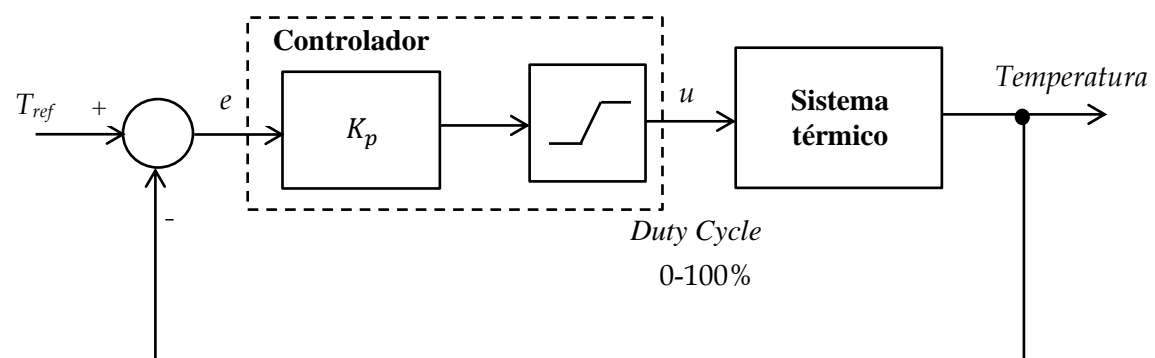 Controlador
T_ref
+
e
K_p
u
Sistema
térmico
Temperatura
-
Duty Cycle
0-100%